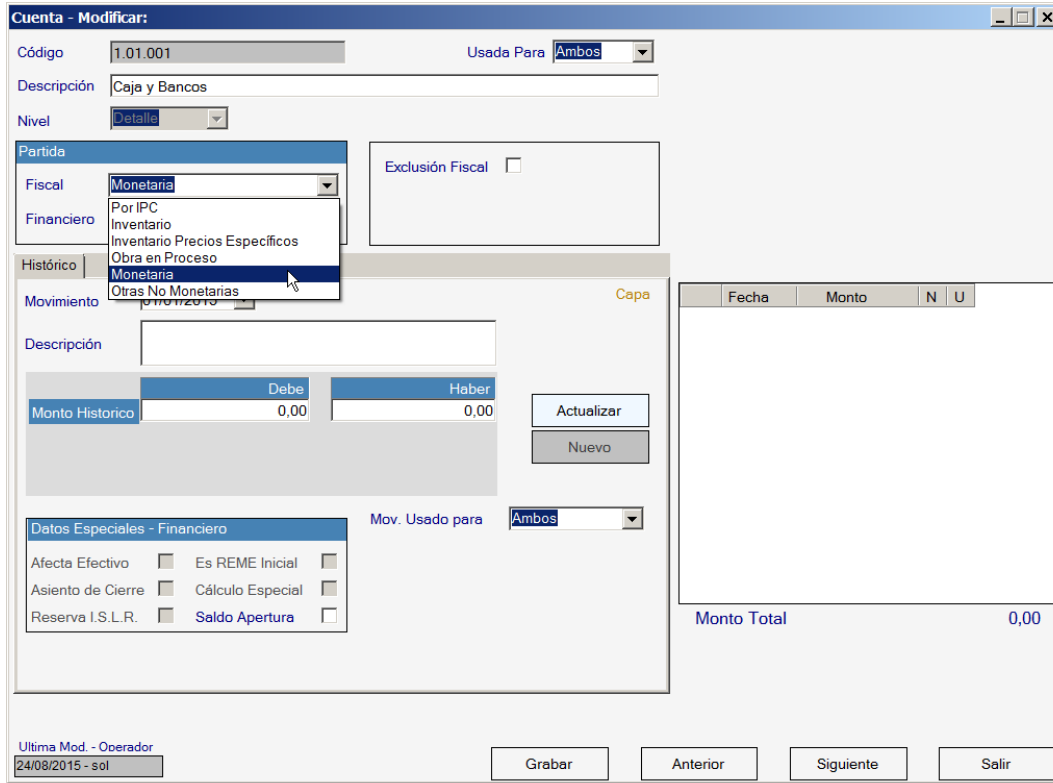 Cuenta - Modificar:
Código 1.01.001 Usada Para Ambos
Descripción Caja y Bancos
Nivel Detalle
Partida
Exclusión Fiscal
Fiscal Monetaria
Por IPC
Financiero Inventario
Inventario Precios Específicos
Obra en Proceso
Histórico Monetaria
Otras No Monetarias
Movimiento 01/01/2015 Capa Fecha Monto N U
Descripción
Debe Haber
Monto Historico 0,00 0,00 Actualizar
Nuevo
Mov. Usado para Ambos
Datos Especiales - Financiero
Afecta Efectivo Es REME Inicial
Asiento de Cierre Cálculo Especial
Reserva I.S.L.R. Saldo Apertura Monto Total 0,00
Ultima Mod. - Operador
24/08/2015 - sol Grabar Anterior Siguiente Salir